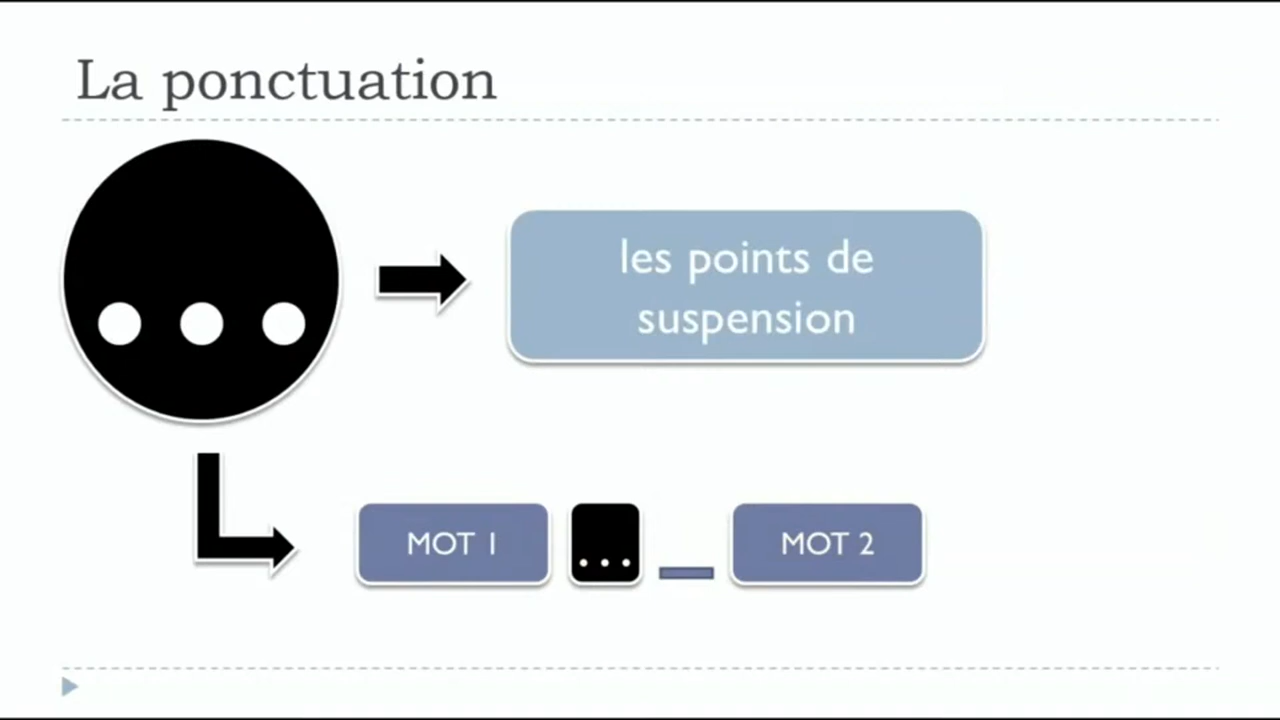 La ponctuation
les points de
suspension
MOT 1
...
MOT 2